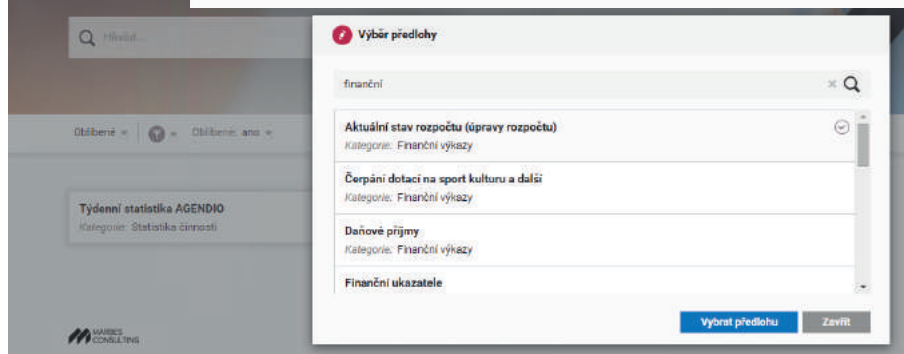 Hledat...
Výběr předlohy
finanční
Oblíbené
Oblíbené: ano
Aktuální stav rozpočtu (úpravy rozpočtu)
Kategorie: Finanční výkazy
Čerpání dotací na sport kulturu a další
Kategorie: Finanční výkazy
Týdenní statistika AGENDIO
Kategorie: Statistika činnosti
Daňové příjmy
Kategorie: Finanční výkazy
Finanční ukazatele
Vybrat předlohu
Zavřít
MARBES
CONSULTING